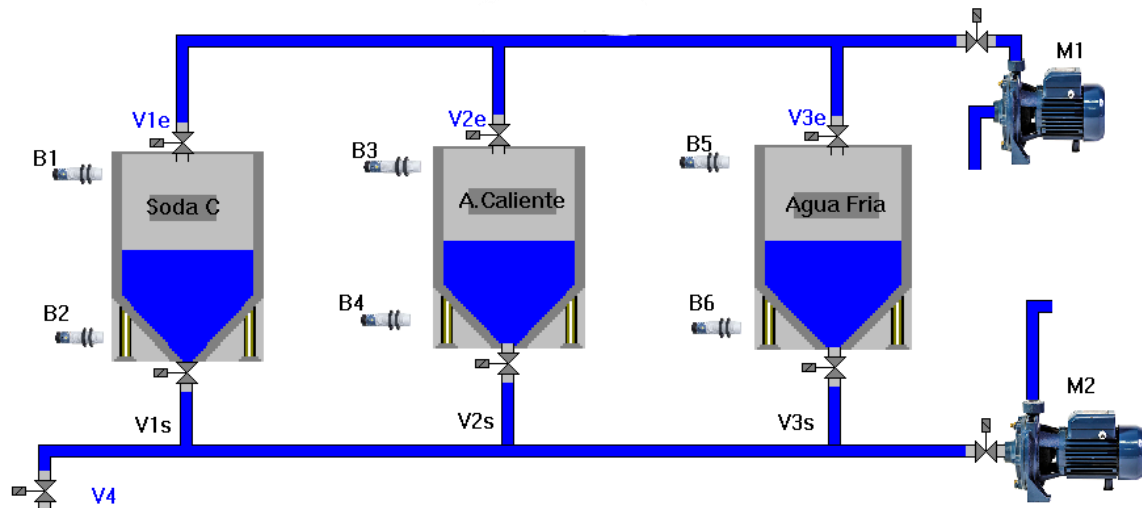 M1
V1e
V2e
V3e
B1
B3
B5
Soda C
A.Caliente
Agua Fria
B2
B4
B6
M2
V1s
V2s
V3s
V4